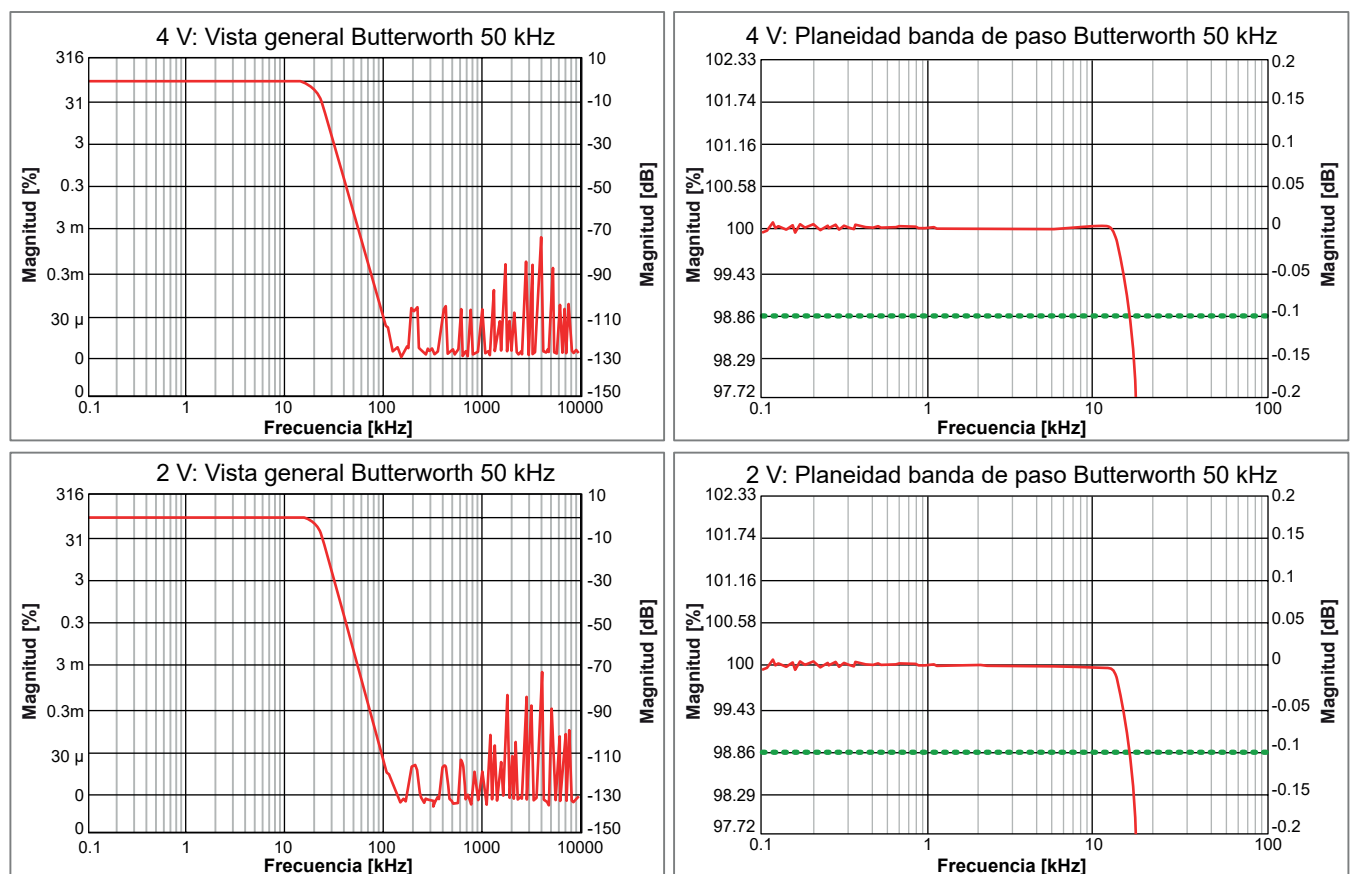 4 V: Vista general Butterworth 50 kHz
316
31
3
0.3
3 m
0.3m
30 µ
0
0
10
-10
-30
-50
-70
-90
-110
-130
-150
Magnitud [%]
Magnitud [dB]
0.1 1 10 100 1000 10000
Frecuencia [kHz]
4 V: Planeidad banda de paso Butterworth 50 kHz
102.33
101.74
101.16
100.58
100
99.43
98.86
98.29
97.72
0.2
0.15
0.1
0.05
0
-0.05
-0.1
-0.15
-0.2
Magnitud [%]
Magnitud [dB]
0.1 1 10 100
Frecuencia [kHz]
2 V: Vista general Butterworth 50 kHz
316
31
3
0.3
3 m
0.3m
30 µ
0
0
10
-10
-30
-50
-70
-90
-110
-130
-150
Magnitud [%]
Magnitud [dB]
0.1 1 10 100 1000 10000
Frecuencia [kHz]
2 V: Planeidad banda de paso Butterworth 50 kHz
102.33
101.74
101.16
100.58
100
99.43
98.86
98.29
97.72
0.2
0.15
0.1
0.05
0
-0.05
-0.1
-0.15
-0.2
Magnitud [%]
Magnitud [dB]
0.1 1 10 100
Frecuencia [kHz]